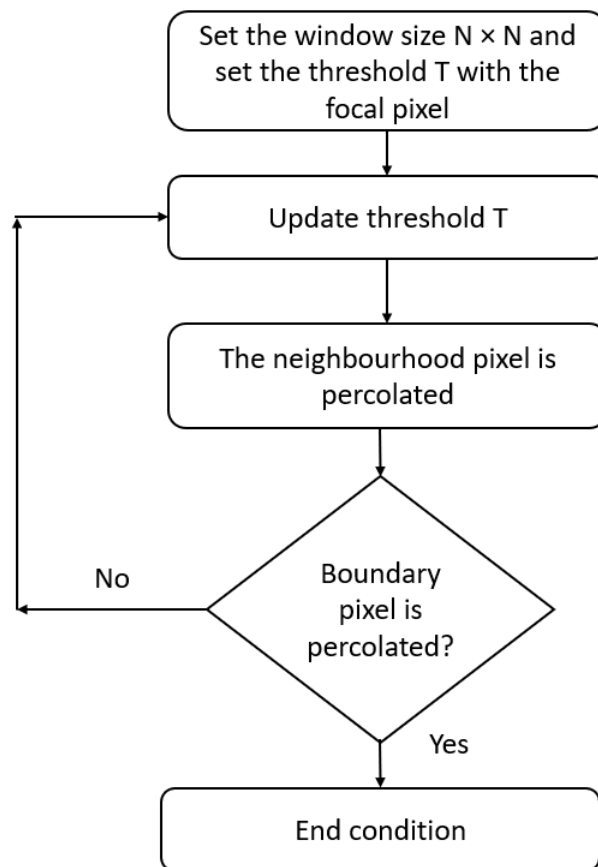 Set the window size N × N and
set the threshold T with the
focal pixel
Update threshold T
The neighbourhood pixel is
percolated
Boundary
pixel is
percolated?
No
Yes
End condition